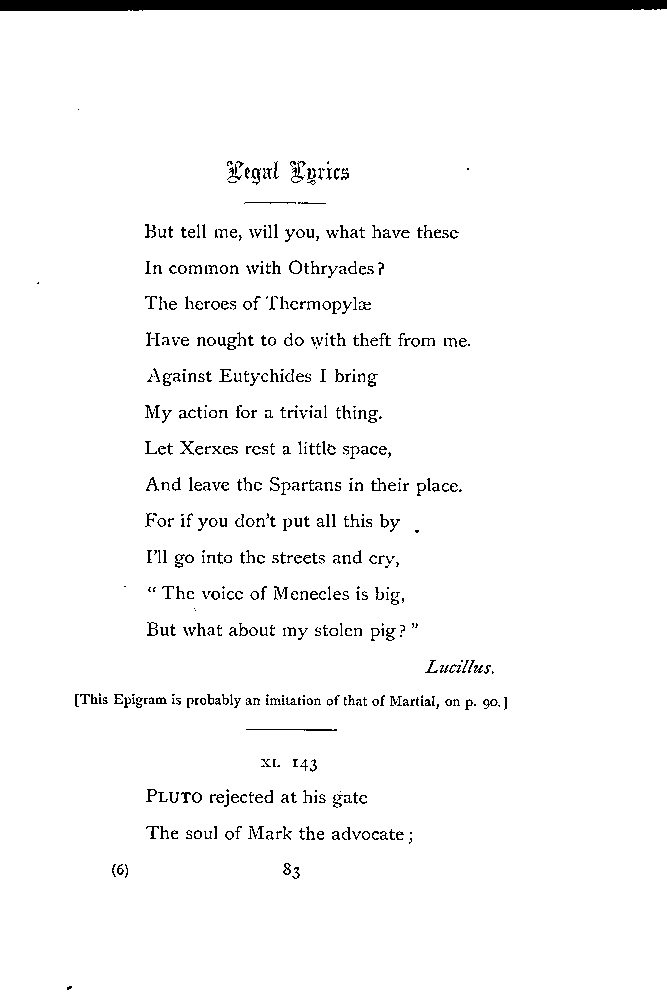 Legal Lyrics
But tell me, will you, what have these
In common with Othryades?
The heroes of Thermopylæ
Have nought to do with theft from me.
Against Eutychides I bring
My action for a trivial thing.
Let Xerxes rest a little space,
And leave the Spartans in their place.
For if you don't put all this by
I'll go into the streets and cry,
" The voice of Menecles is big,
But what about my stolen pig? "
Lucillus.
[This Epigram is probably an imitation of that of Martial, on p. 90.]
XI. 143
PLUTO rejected at his gate
The soul of Mark the advocate;
(6) 83